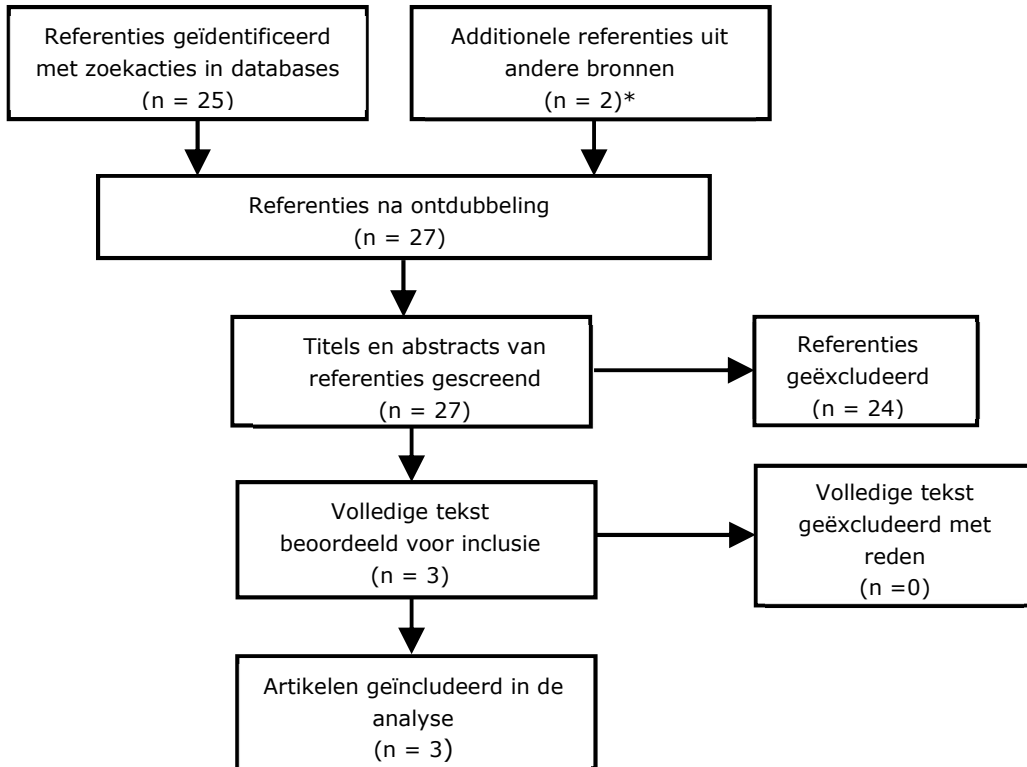 Referenties geïdentificeerd
met zoekacties in databases
(n = 25)
Additionele referenties uit
andere bronnen
(n = 2)*
Referenties na ontdubbeling
(n = 27)
Titels en abstracts van
referenties gescreend
(n = 27)
Referenties
geëxcludeerd
(n = 24)
Volledige tekst
beoordeeld voor inclusie
(n = 3)
Volledige tekst
geëxcludeerd met
reden
(n =0)
Artikelen geïncludeerd in de
analyse
(n = 3)